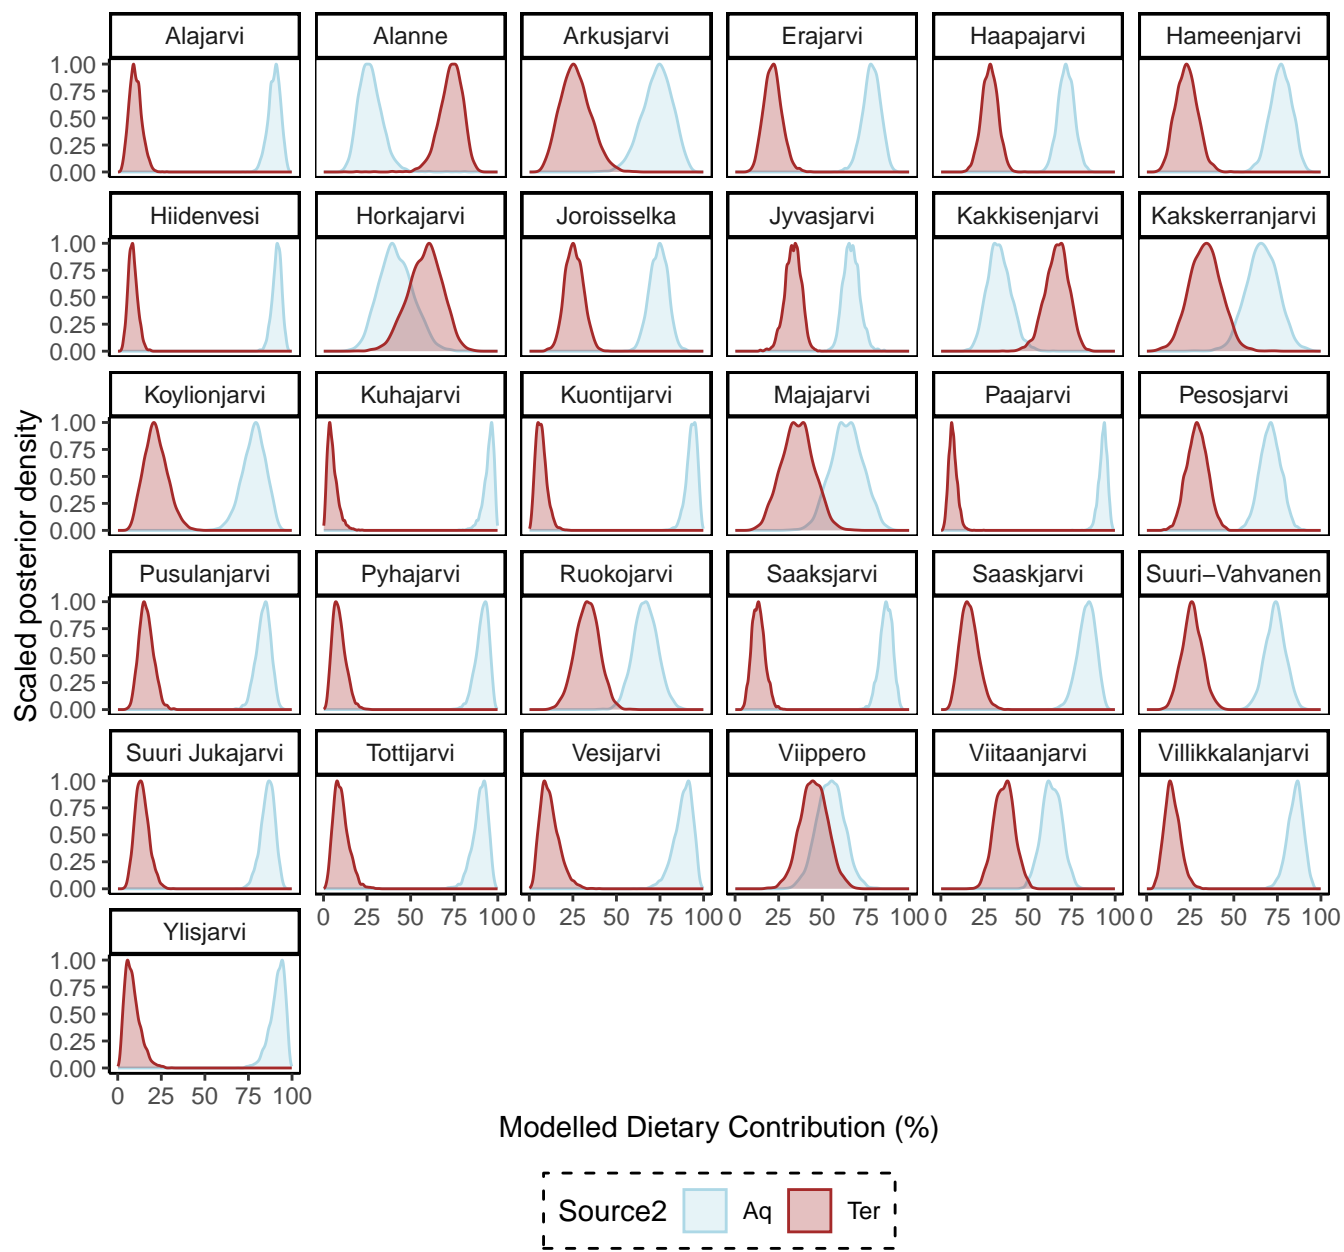 Alajarvi Alanne Arkusjarvi Erajarvi Haapajarvi Hameenjarvi
1.00
0.75
0.50
0.25
0.00
Hiidenvesi Horkajarvi Joroisselka Jyvasjarvi Kakkisenjarvi Kakskerranjarvi
1.00
0.75
0.50
0.25
0.00
Koylionjarvi Kuhajarvi Kuontijarvi Majajarvi Paajarvi Pesosjarvi
1.00
0.75
0.50
0.25
0.00
Scaled posterior density
Pusulanjarvi Pyhajarvi Ruokojarvi Saaksjarvi Saaskjarvi Suuri−Vahvanen
1.00
0.75
0.50
0.25
0.00
Suuri Jukajarvi Tottijarvi Vesijarvi Viippero Viitaanjarvi Villikkalanjarvi
1.00
0.75
0.50
0.25
0.00
0 25 50 75 100 0 25 50 75 100 0 25 50 75 100 0 25 50 75 100 0 25 50 75 100
Ylisjarvi
1.00
0.75
0.50
0.25
0.00
0 25 50 75 100
Modelled Dietary Contribution (%)
Source2 Aq Ter